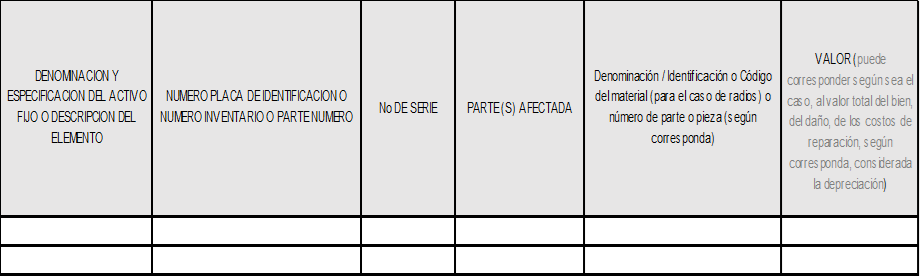 DENOMINACION Y
ESPECIFICACION DEL ACTIVO
FIJO O DESCRIPCION DEL
ELEMENTO
NUMERO PLACA DE IDENTIFICACION O
NUMERO INVENTARIO O PARTE NUMERO
No DE SERIE
PARTE(S) AFECTADA
Denominación / Identificación o Código
del material (para el caso de radios) o
número de parte o pieza (según
corresponda)
VALOR (puede
corresponder según sea el
caso, al valor total del bien,
del daño, de los costos de
reparación, según
corresponda, considerada
la depreciación)